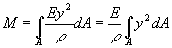 M = ∫_A (Ey²/ρ) dA = (E/ρ) ∫_A y² dA